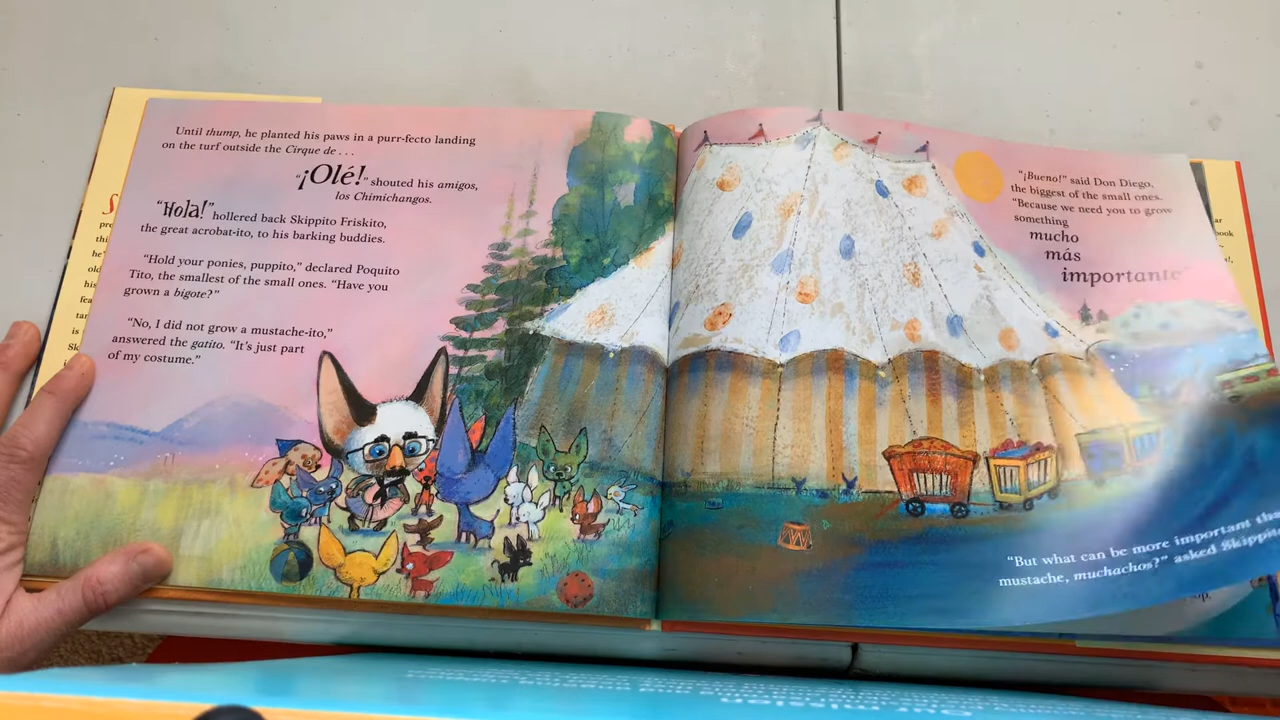 Until thump, he planted his paws in a purr-fecto landing
on the turf outside the Cirque de . . .
"¡Olé!" shouted his amigos,
los Chimichangos.
"Hola!" hollered back Skippito Friskito,
the great acrobat-ito, to his barking buddies.
"Hold your ponies, puppito," declared Poquito
Tito, the smallest of the small ones. "Have you
grown a bigote?"
"No, I did not grow a mustache-ito,"
answered the gatito. "It's just part
of my costume."
"¡Bueno!" said Don Diego,
the biggest of the small ones.
"Because we need you to grow
something
mucho
más
importante"
"But what can be more important
mustache, muchachos?" asked
Our mission